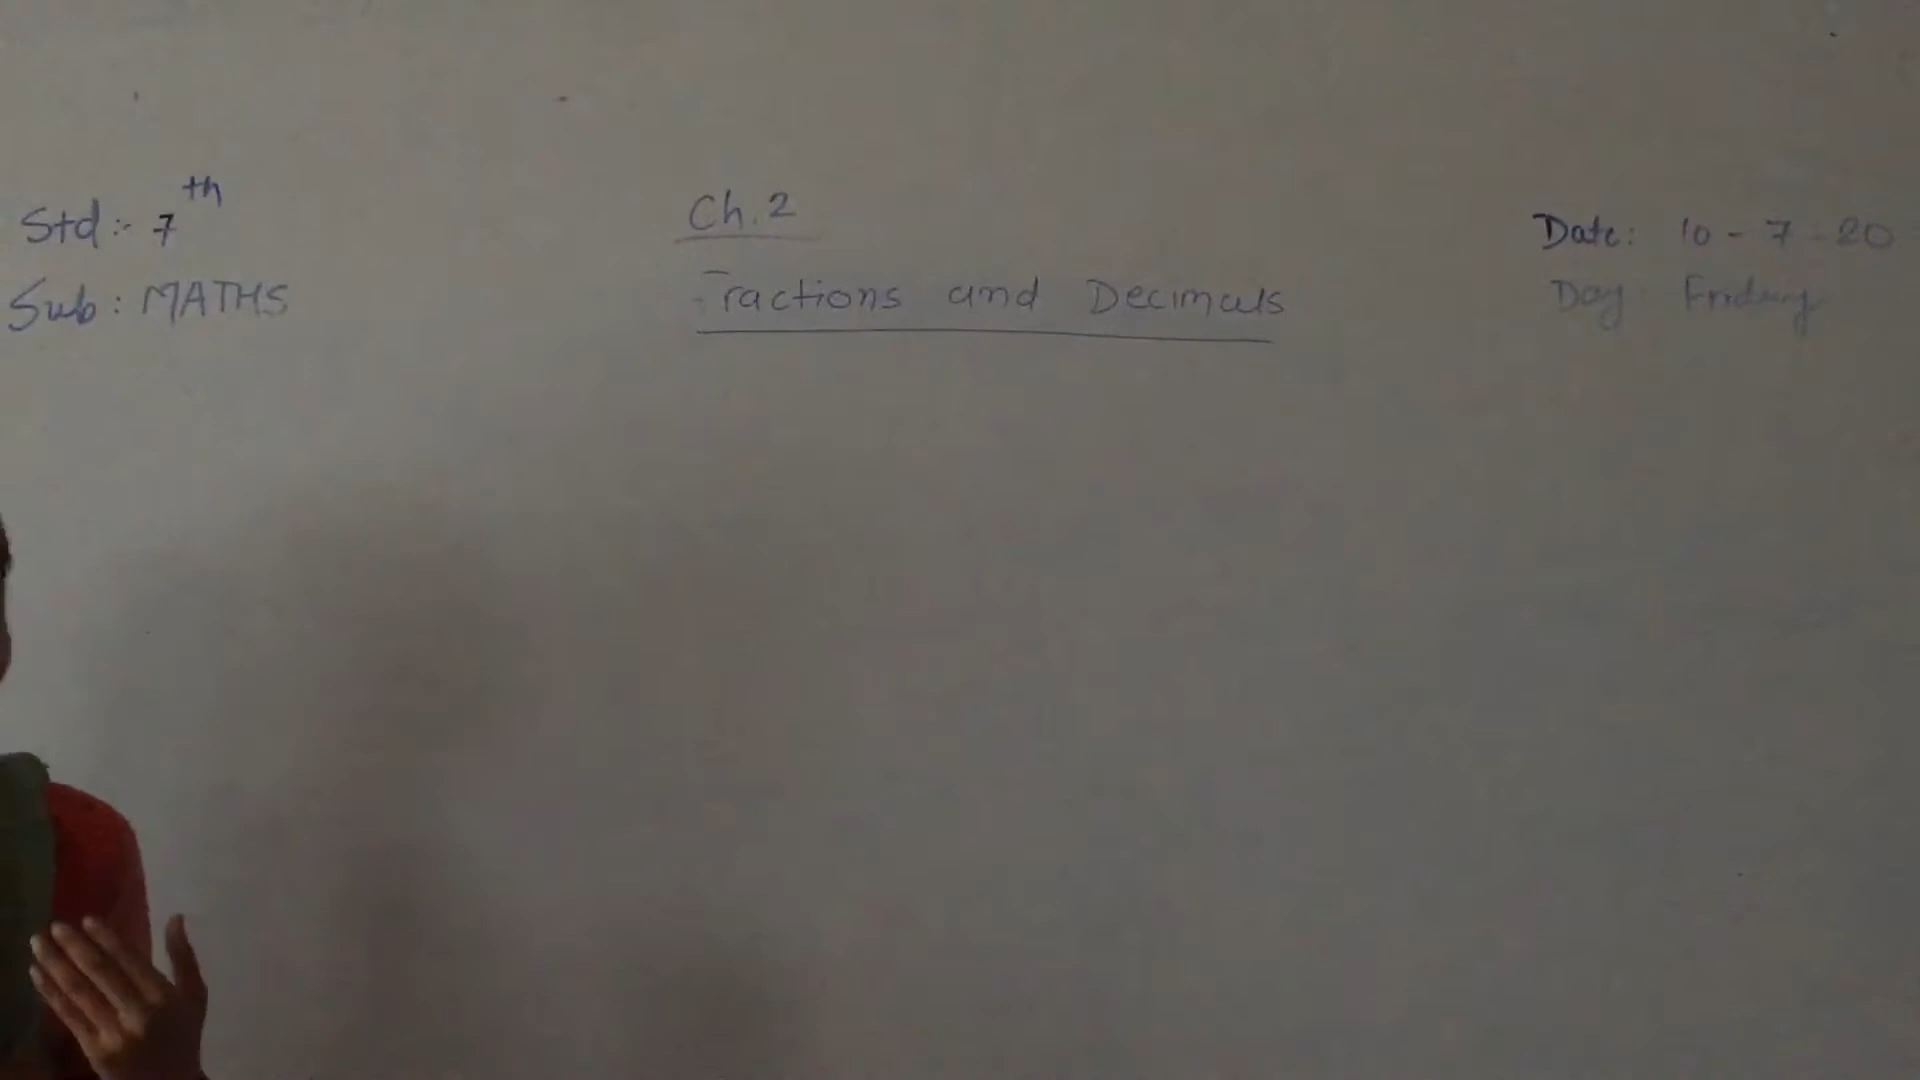 Std:- 7th
Sub: MATHS
Ch.2
Fractions and Decimals
Date: 10-7-20
Day: Friday